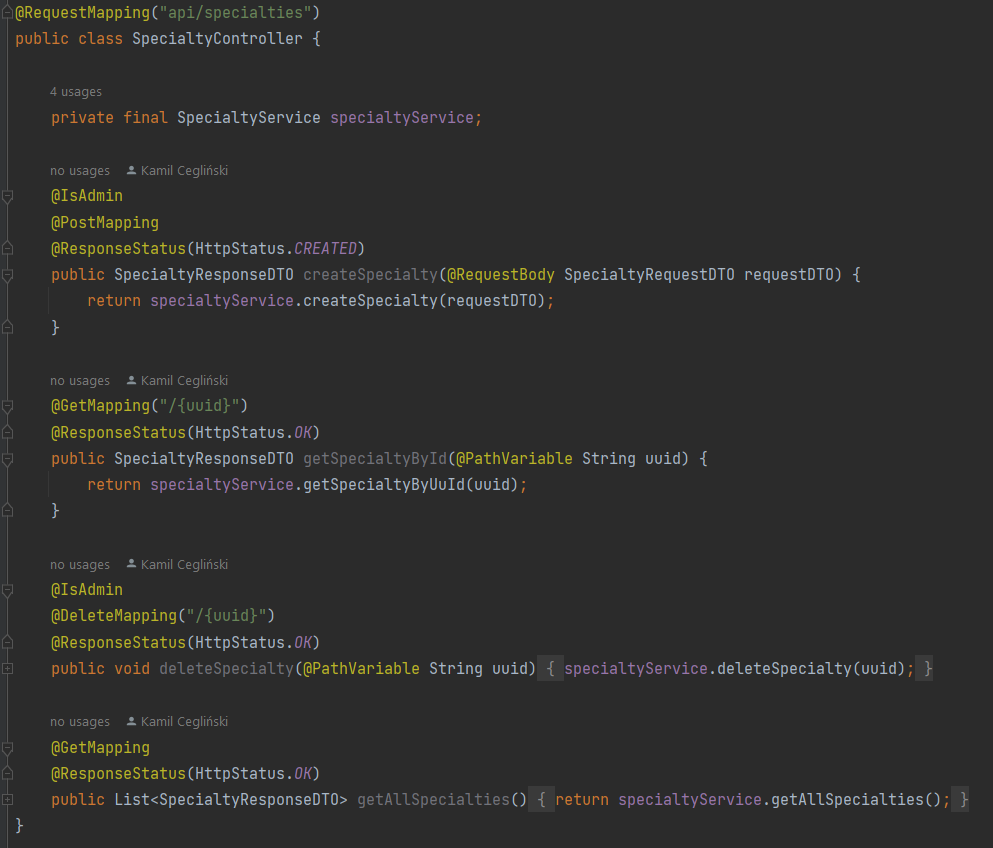 @RequestMapping("api/specialties")
public class SpecialtyController {
4 usages
private final SpecialtyService specialtyService;
no usages Kamil Cegliński
@IsAdmin
@PostMapping
@ResponseStatus(HttpStatus.CREATED)
public SpecialtyResponseDTO createSpecialty(@RequestBody SpecialtyRequestDTO requestDTO) {
return specialtyService.createSpecialty(requestDTO);
}
no usages Kamil Cegliński
@GetMapping("/{uuid}")
@ResponseStatus(HttpStatus.OK)
public SpecialtyResponseDTO getSpecialtyById(@PathVariable String uuid) {
return specialtyService.getSpecialtyByUuId(uuid);
}
no usages Kamil Cegliński
@IsAdmin
@DeleteMapping("/{uuid}")
@ResponseStatus(HttpStatus.OK)
public void deleteSpecialty(@PathVariable String uuid) { specialtyService.deleteSpecialty(uuid); }
no usages Kamil Cegliński
@GetMapping
@ResponseStatus(HttpStatus.OK)
public List<SpecialtyResponseDTO> getAllSpecialties() { return specialtyService.getAllSpecialties(); }
}